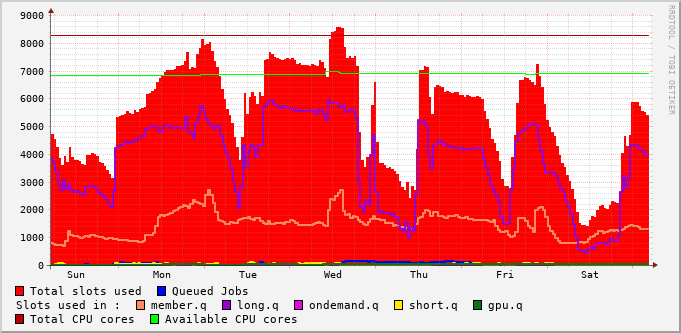 9000
8000
7000
6000
5000
4000
3000
2000
1000
0
Sun Mon Tue Wed Thu Fri Sat
RRDTOOL / TOBI OETIKER
Total slots used Queued Jobs
Slots used in : member.q long.q ondemand.q short.q gpu.q
Total CPU cores Available CPU cores